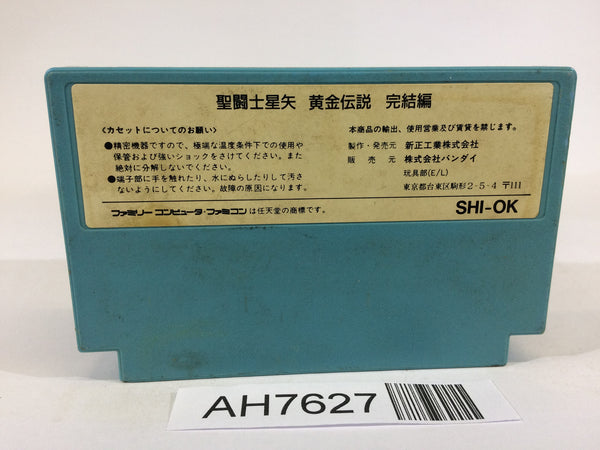 聖闘士星矢 黄金伝説 完結編
〈カセットについてのお願い〉
●精密機器ですので、極端な温度条件下での使用や
保管および強いショックをさけてください。また
絶対に分解しないでください。
●端子部に手を触れたり、水にぬらしたりして汚さ
ないようにしてください。故障の原因になります。
ファミリーコンピュータ・ファミコンは任天堂の商標です。
本商品の輸出、使用営業及び賃貸を禁じます。
製作・発売元 新正工業株式会社
販売元 株式会社バンダイ
玩具部(E/L)
東京都台東区駒形2-5-4 〒111
SHI-OK
AH7627